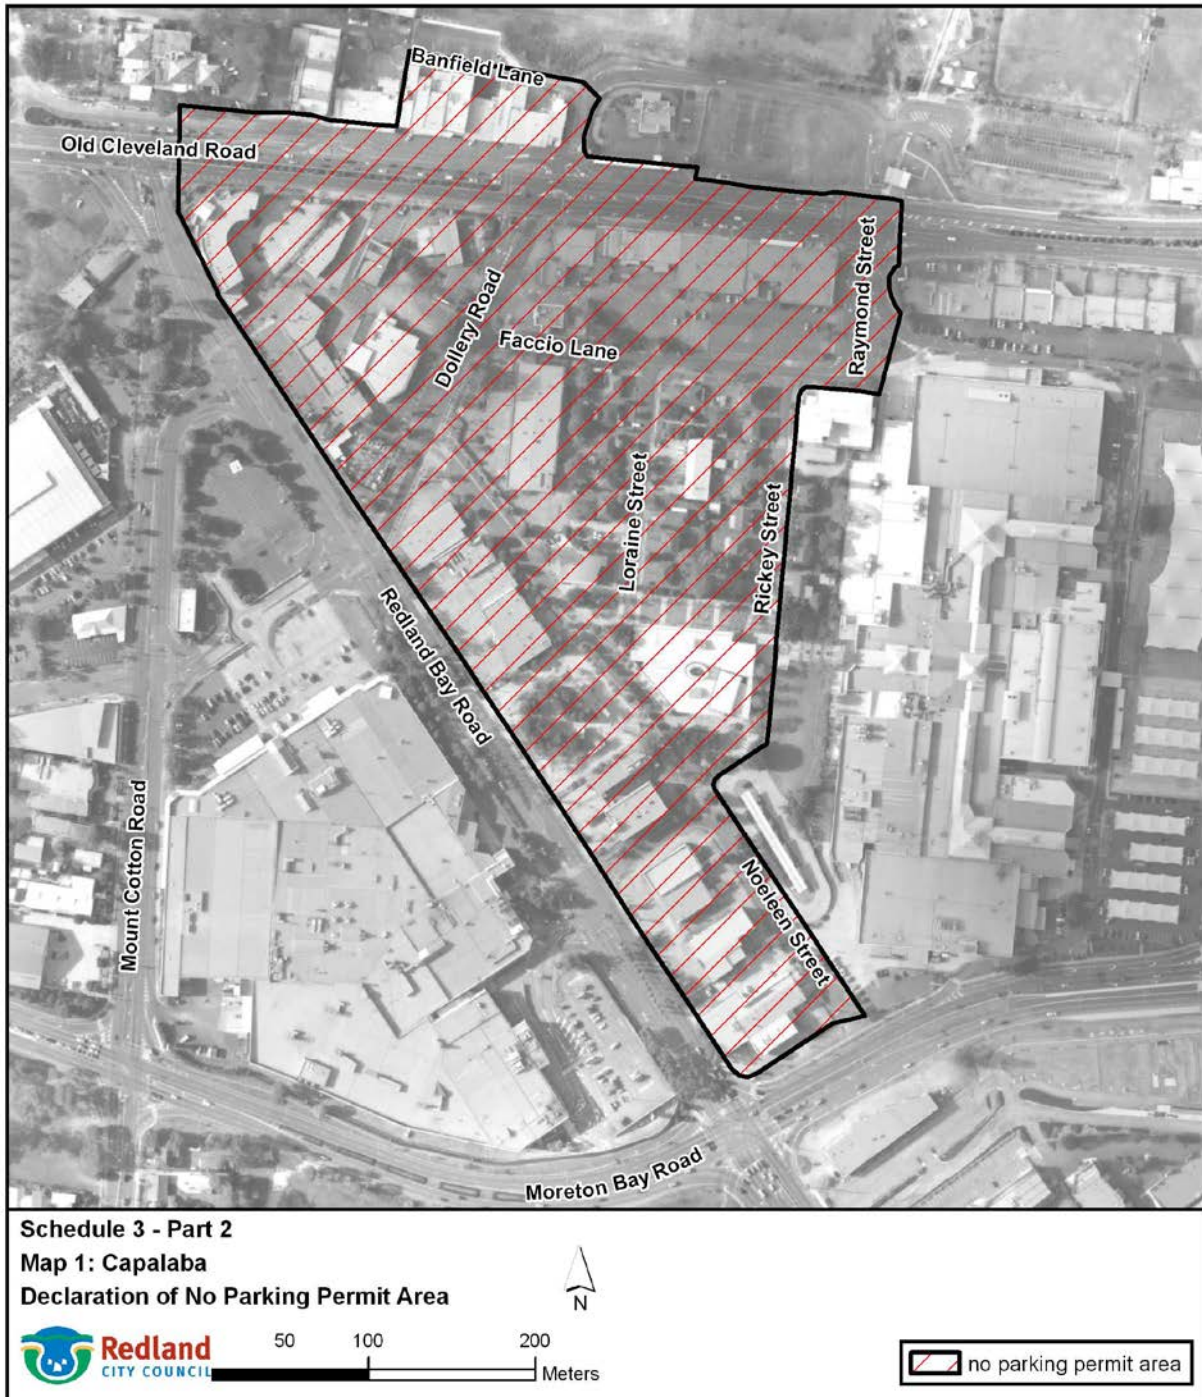 Banfield Lane
Old Cleveland Road
Raymond Street
Dollery Road
Faccio Lane
Loraine Street
Rickey Street
Redland Bay Road
Mount Cotton Road
Noeleen Street
Moreton Bay Road
Schedule 3 - Part 2
Map 1: Capalaba
Declaration of No Parking Permit Area
N
Redland
CITY COUNCIL
50 100 200
Meters
no parking permit area